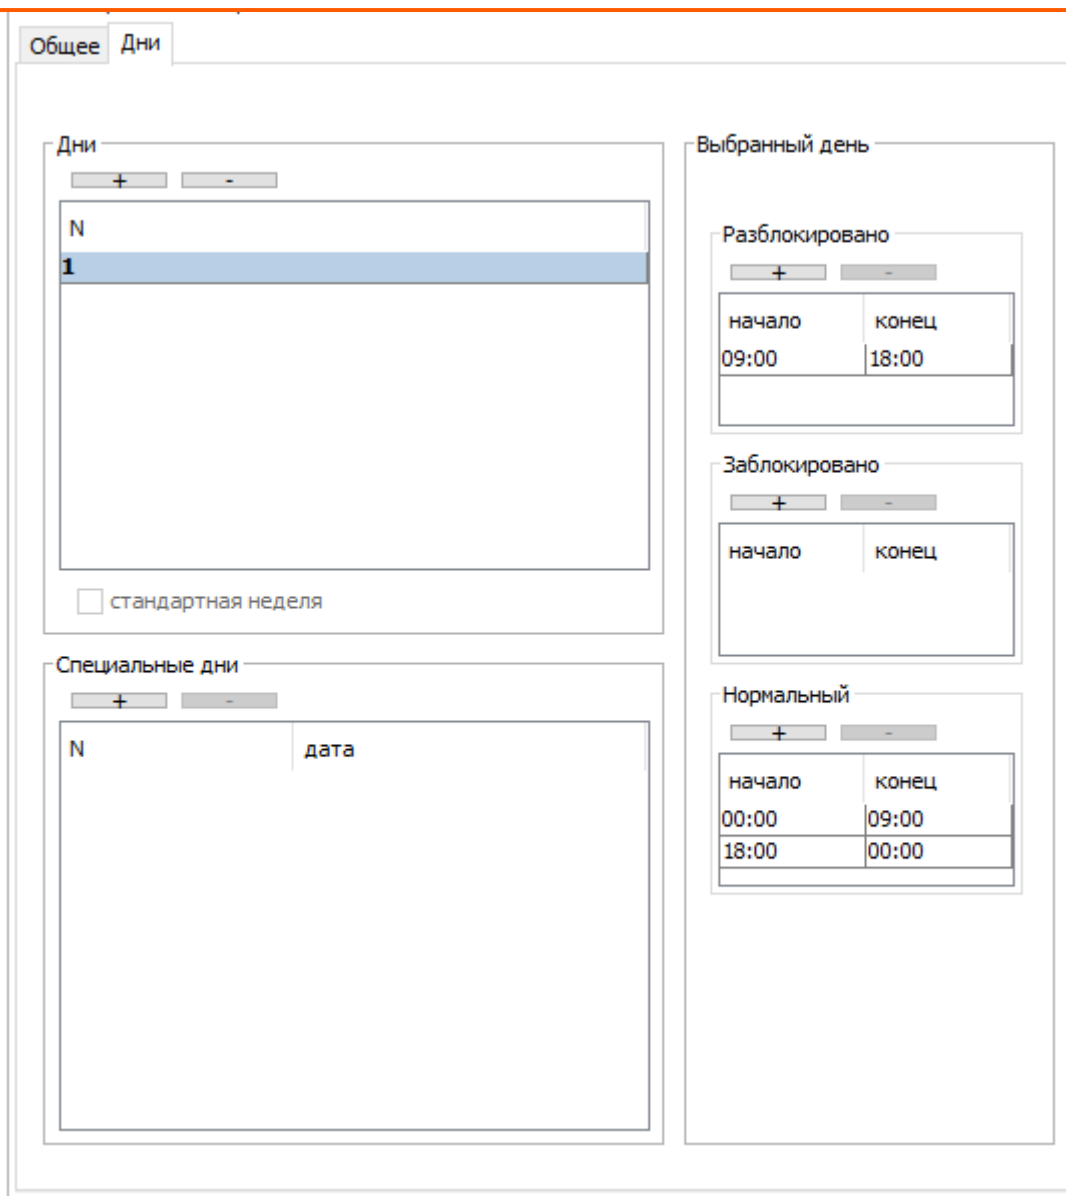 Общее Дни
Дни
+ -
N
1
стандартная неделя
Специальные дни
+ -
N дата
Выбранный день
Разблокировано
+ -
начало конец
09:00 18:00
Заблокировано
+ -
начало конец
Нормальный
+ -
начало конец
00:00 09:00
18:00 00:00